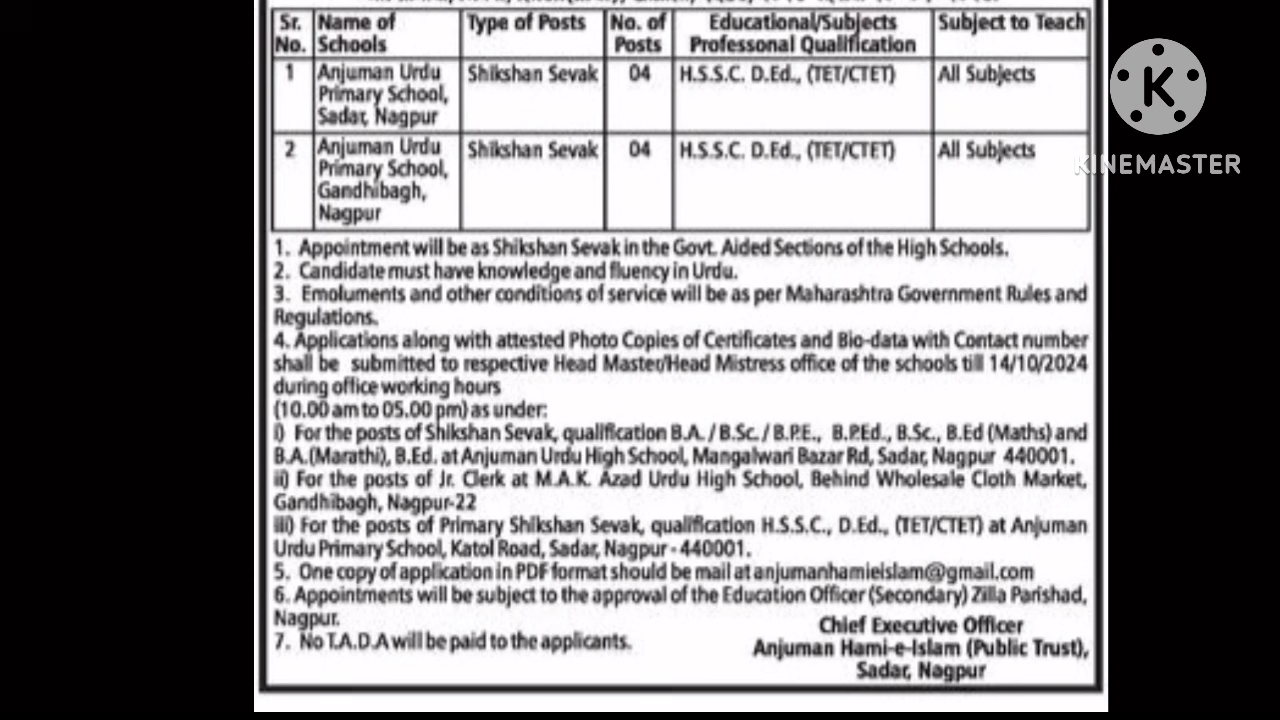 Sr. No. Name of Schools Type of Posts No. of Posts Educational/Subjects Professonal Qualification Subject to Teach
1 Anjuman Urdu Primary School, Sadar, Nagpur Shikshan Sevak 04 H.S.S.C. D.Ed., (TET/CTET) All Subjects
2 Anjuman Urdu Primary School, Gandhibagh, Nagpur Shikshan Sevak 04 H.S.S.C. D.Ed., (TET/CTET) All Subjects
1. Appointment will be as Shikshan Sevak in the Govt. Aided Sections of the High Schools.
2. Candidate must have knowledge and fluency in Urdu.
3. Emoluments and other conditions of service will be as per Maharashtra Government Rules and
Regulations.
4. Applications along with attested Photo Copies of Certificates and Bio-data with Contact number
shall be submitted to respective Head Master/Head Mistress office of the schools till 14/10/2024
during office working hours
(10.00 am to 05.00 pm) as under:
i) For the posts of Shikshan Sevak, qualification B.A. / B.Sc. / B.P.E., B.P.Ed., B.Sc., B.Ed (Maths) and
B.A.(Marathi), B.Ed. at Anjuman Urdu High School, Mangalwari Bazar Rd, Sadar, Nagpur 440001.
ii) For the posts of Jr. Clerk at M.A.K. Azad Urdu High School, Behind Wholesale Cloth Market,
Gandhibagh, Nagpur-22
iii) For the posts of Primary Shikshan Sevak, qualification H.S.S.C., D.Ed., (TET/CTET) at Anjuman
Urdu Primary School, Katol Road, Sadar, Nagpur - 440001.
5. One copy of application in PDF format should be mail at anjumanhamieislam@gmail.com
6. Appointments will be subject to the approval of the Education Officer (Secondary) Zilla Parishad,
Nagpur.
7. No T.A.D.A will be paid to the applicants.
Chief Executive Officer
Anjuman Hami-e-Islam (Public Trust),
Sadar, Nagpur
K
KINEMASTER